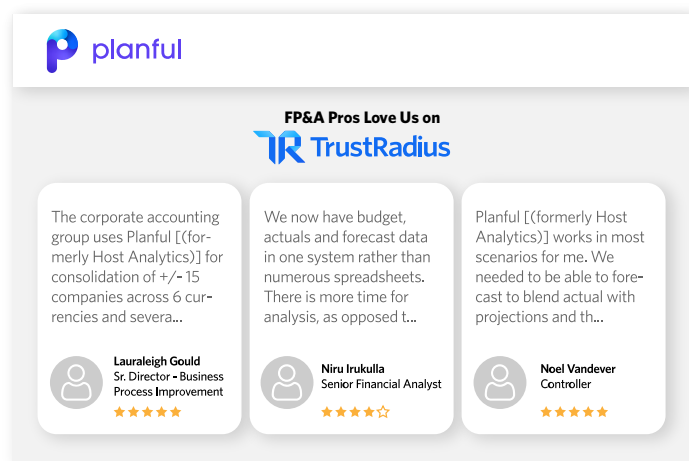 planful
FP&A Pros Love Us on
TrustRadius
The corporate accounting
group uses Planful [(for-
merly Host Analytics)] for
consolidation of +/- 15
companies across 6 cur-
rencies and severa...
Lauraleigh Gould
Sr. Director - Business
Process Improvement
We now have budget,
actuals and forecast data
in one system rather than
numerous spreadsheets.
There is more time for
analysis, as opposed t...
Niru Irukulla
Senior Financial Analyst
Planful [(formerly Host
Analytics)] works in most
scenarios for me. We
needed to be able to fore-
cast to blend actual with
projections and th...
Noel Vandever
Controller